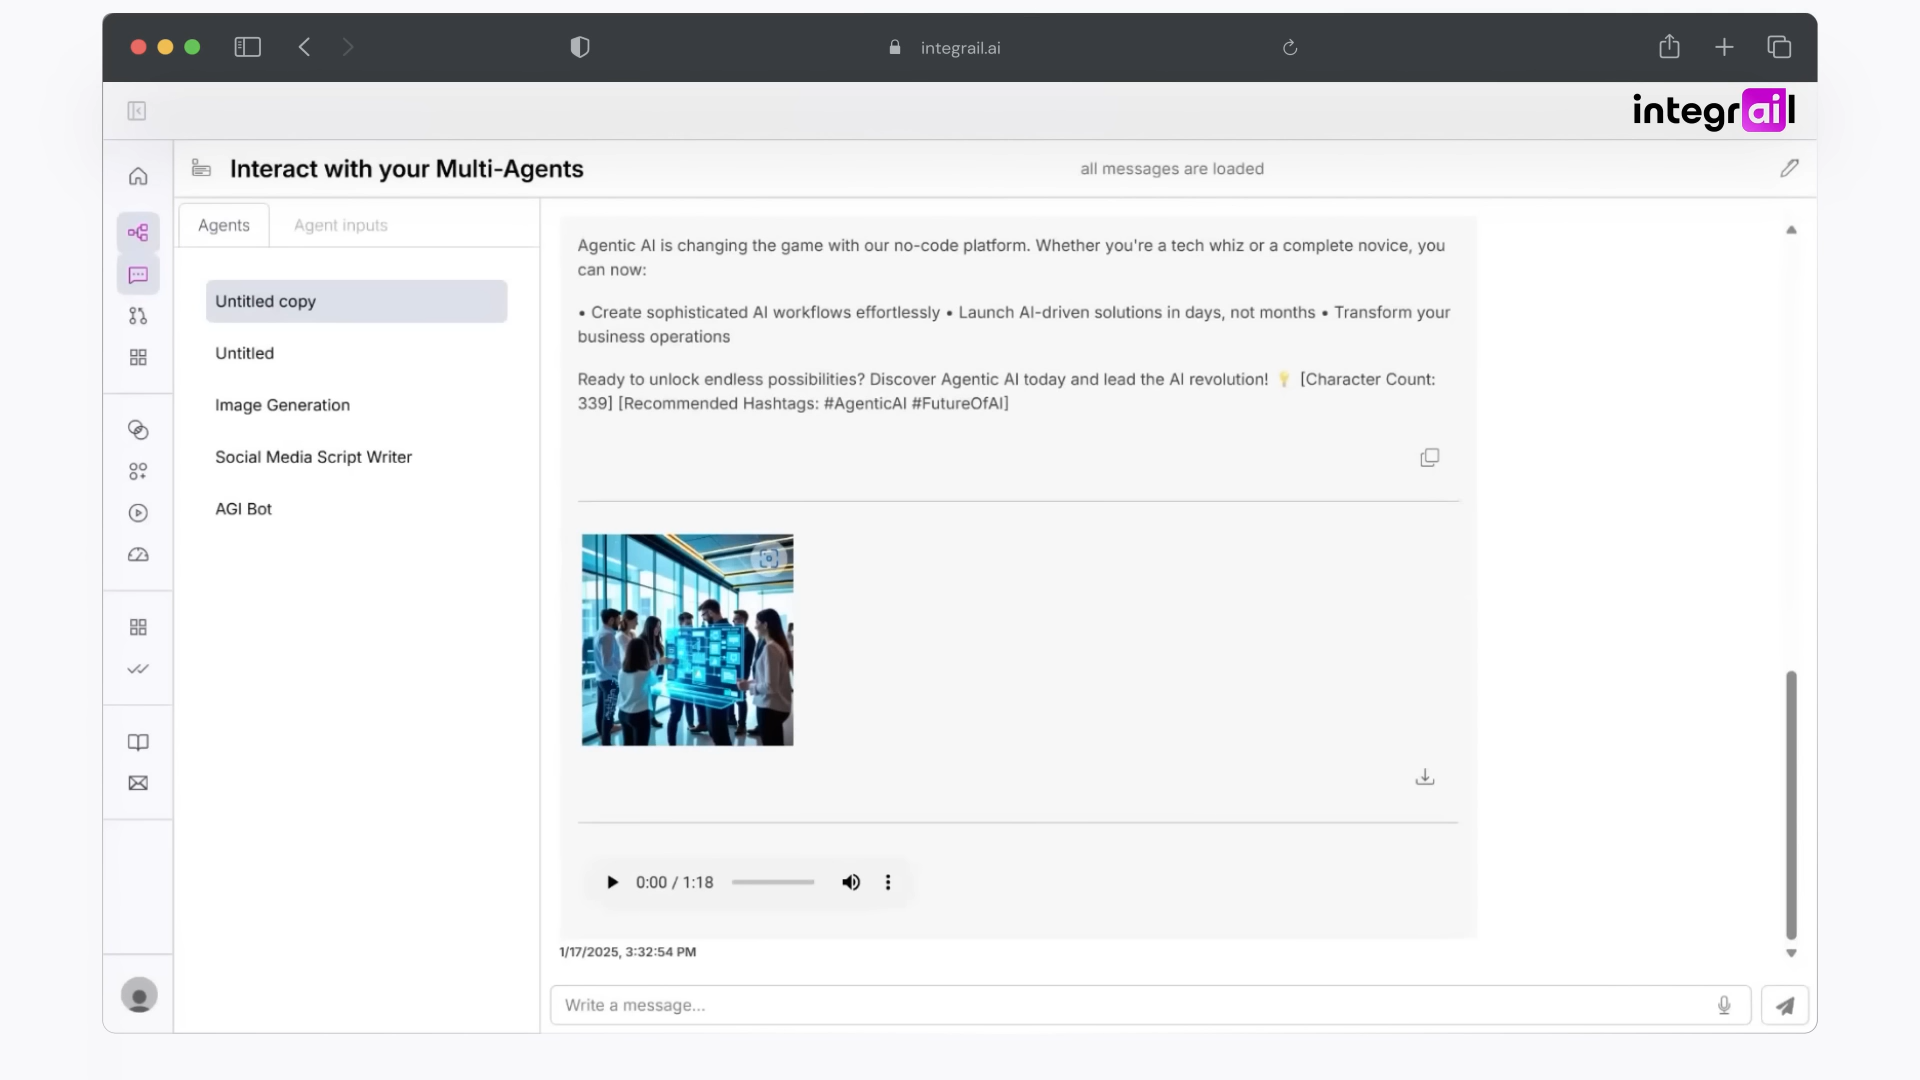 integrail.ai
integrail
Interact with your Multi-Agents
all messages are loaded
Agents
Agent inputs
Untitled copy
Untitled
Image Generation
Social Media Script Writer
AGI Bot
Agentic AI is changing the game with our no-code platform. Whether you're a tech whiz or a complete novice, you
can now:
• Create sophisticated AI workflows effortlessly • Launch AI-driven solutions in days, not months • Transform your
business operations
Ready to unlock endless possibilities? Discover Agentic AI today and lead the AI revolution! 💡 [Character Count:
339] [Recommended Hashtags: #AgenticAI #FutureOfAI]
0:00 / 1:18
1/17/2025, 3:32:54 PM
Write a message...